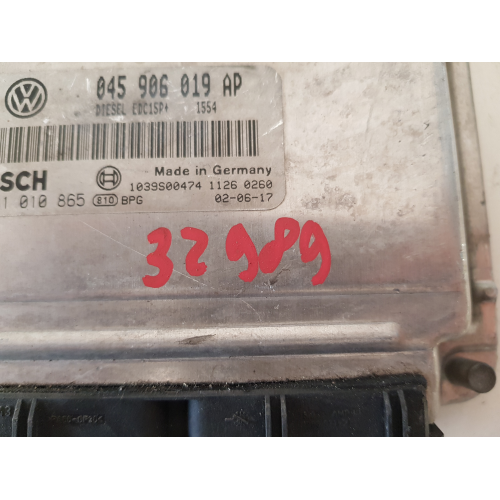 045 906 019 AP
DIESEL EDC15P+ 1554
Made in Germany
SCH 1039S00474 1126 0260
1 010 865 810 BPG 02-06-17
32989